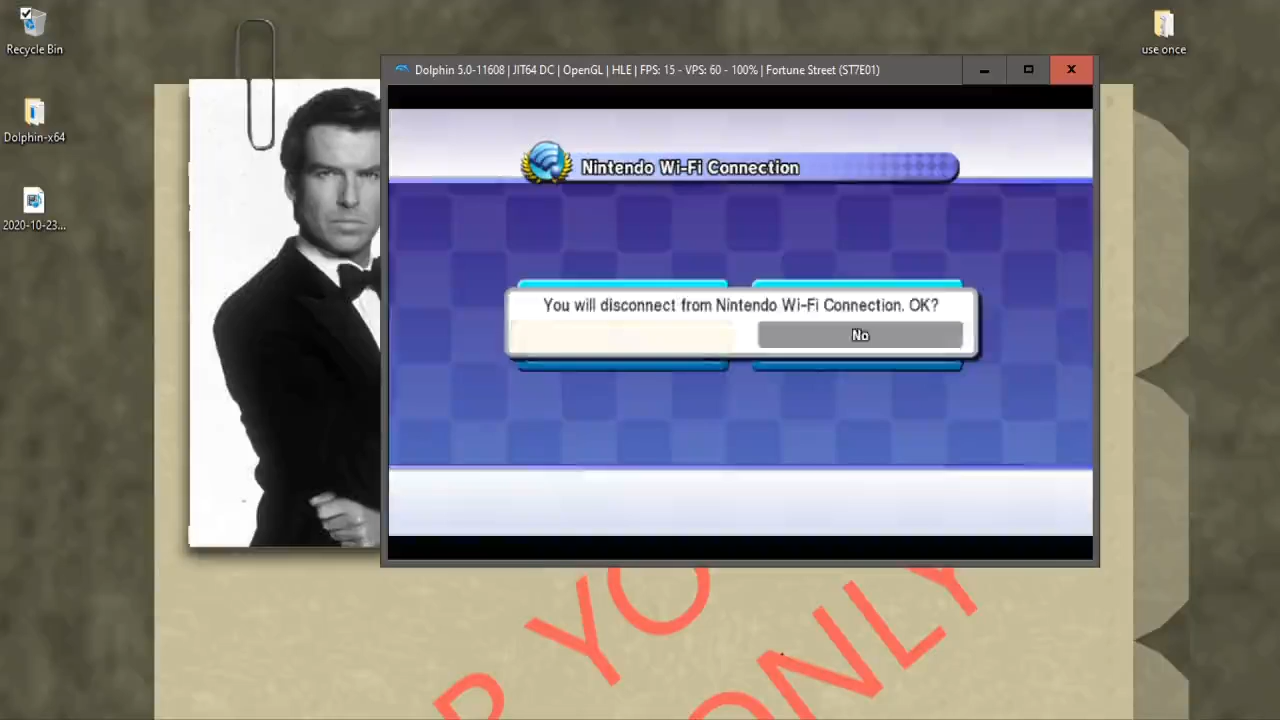 Recycle Bin
use once
Dolphin 5.0-11608 | JIT64 DC | OpenGL | HLE | FPS: 15 - VPS: 60 - 100% | Fortune Street (ST7E01)
Dolphin-x64
Nintendo Wi-Fi Connection
2020-10-23...
You will disconnect from Nintendo Wi-Fi Connection. OK?
No
R YO
ONLY